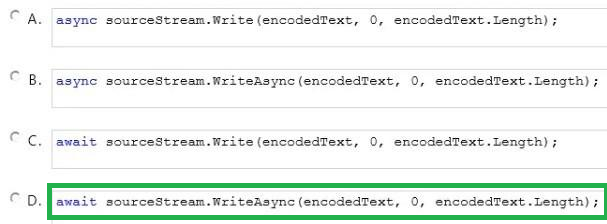 A. async sourceStream.Write(encodedText, 0, encodedText.Length);
B. async sourceStream.WriteAsync(encodedText, 0, encodedText.Length);
C. await sourceStream.Write(encodedText, 0, encodedText.Length);
D. await sourceStream.WriteAsync(encodedText, 0, encodedText.Length);